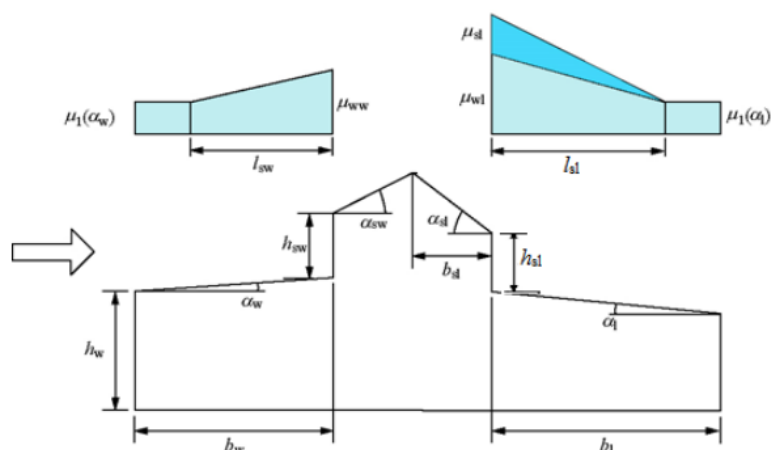 μsl
μww
μwl
μ1(αw)
μ1(αl)
lsw
lsl
αsw
αsl
hsw
bsl
hsl
αw
αl
hw
bw
bl